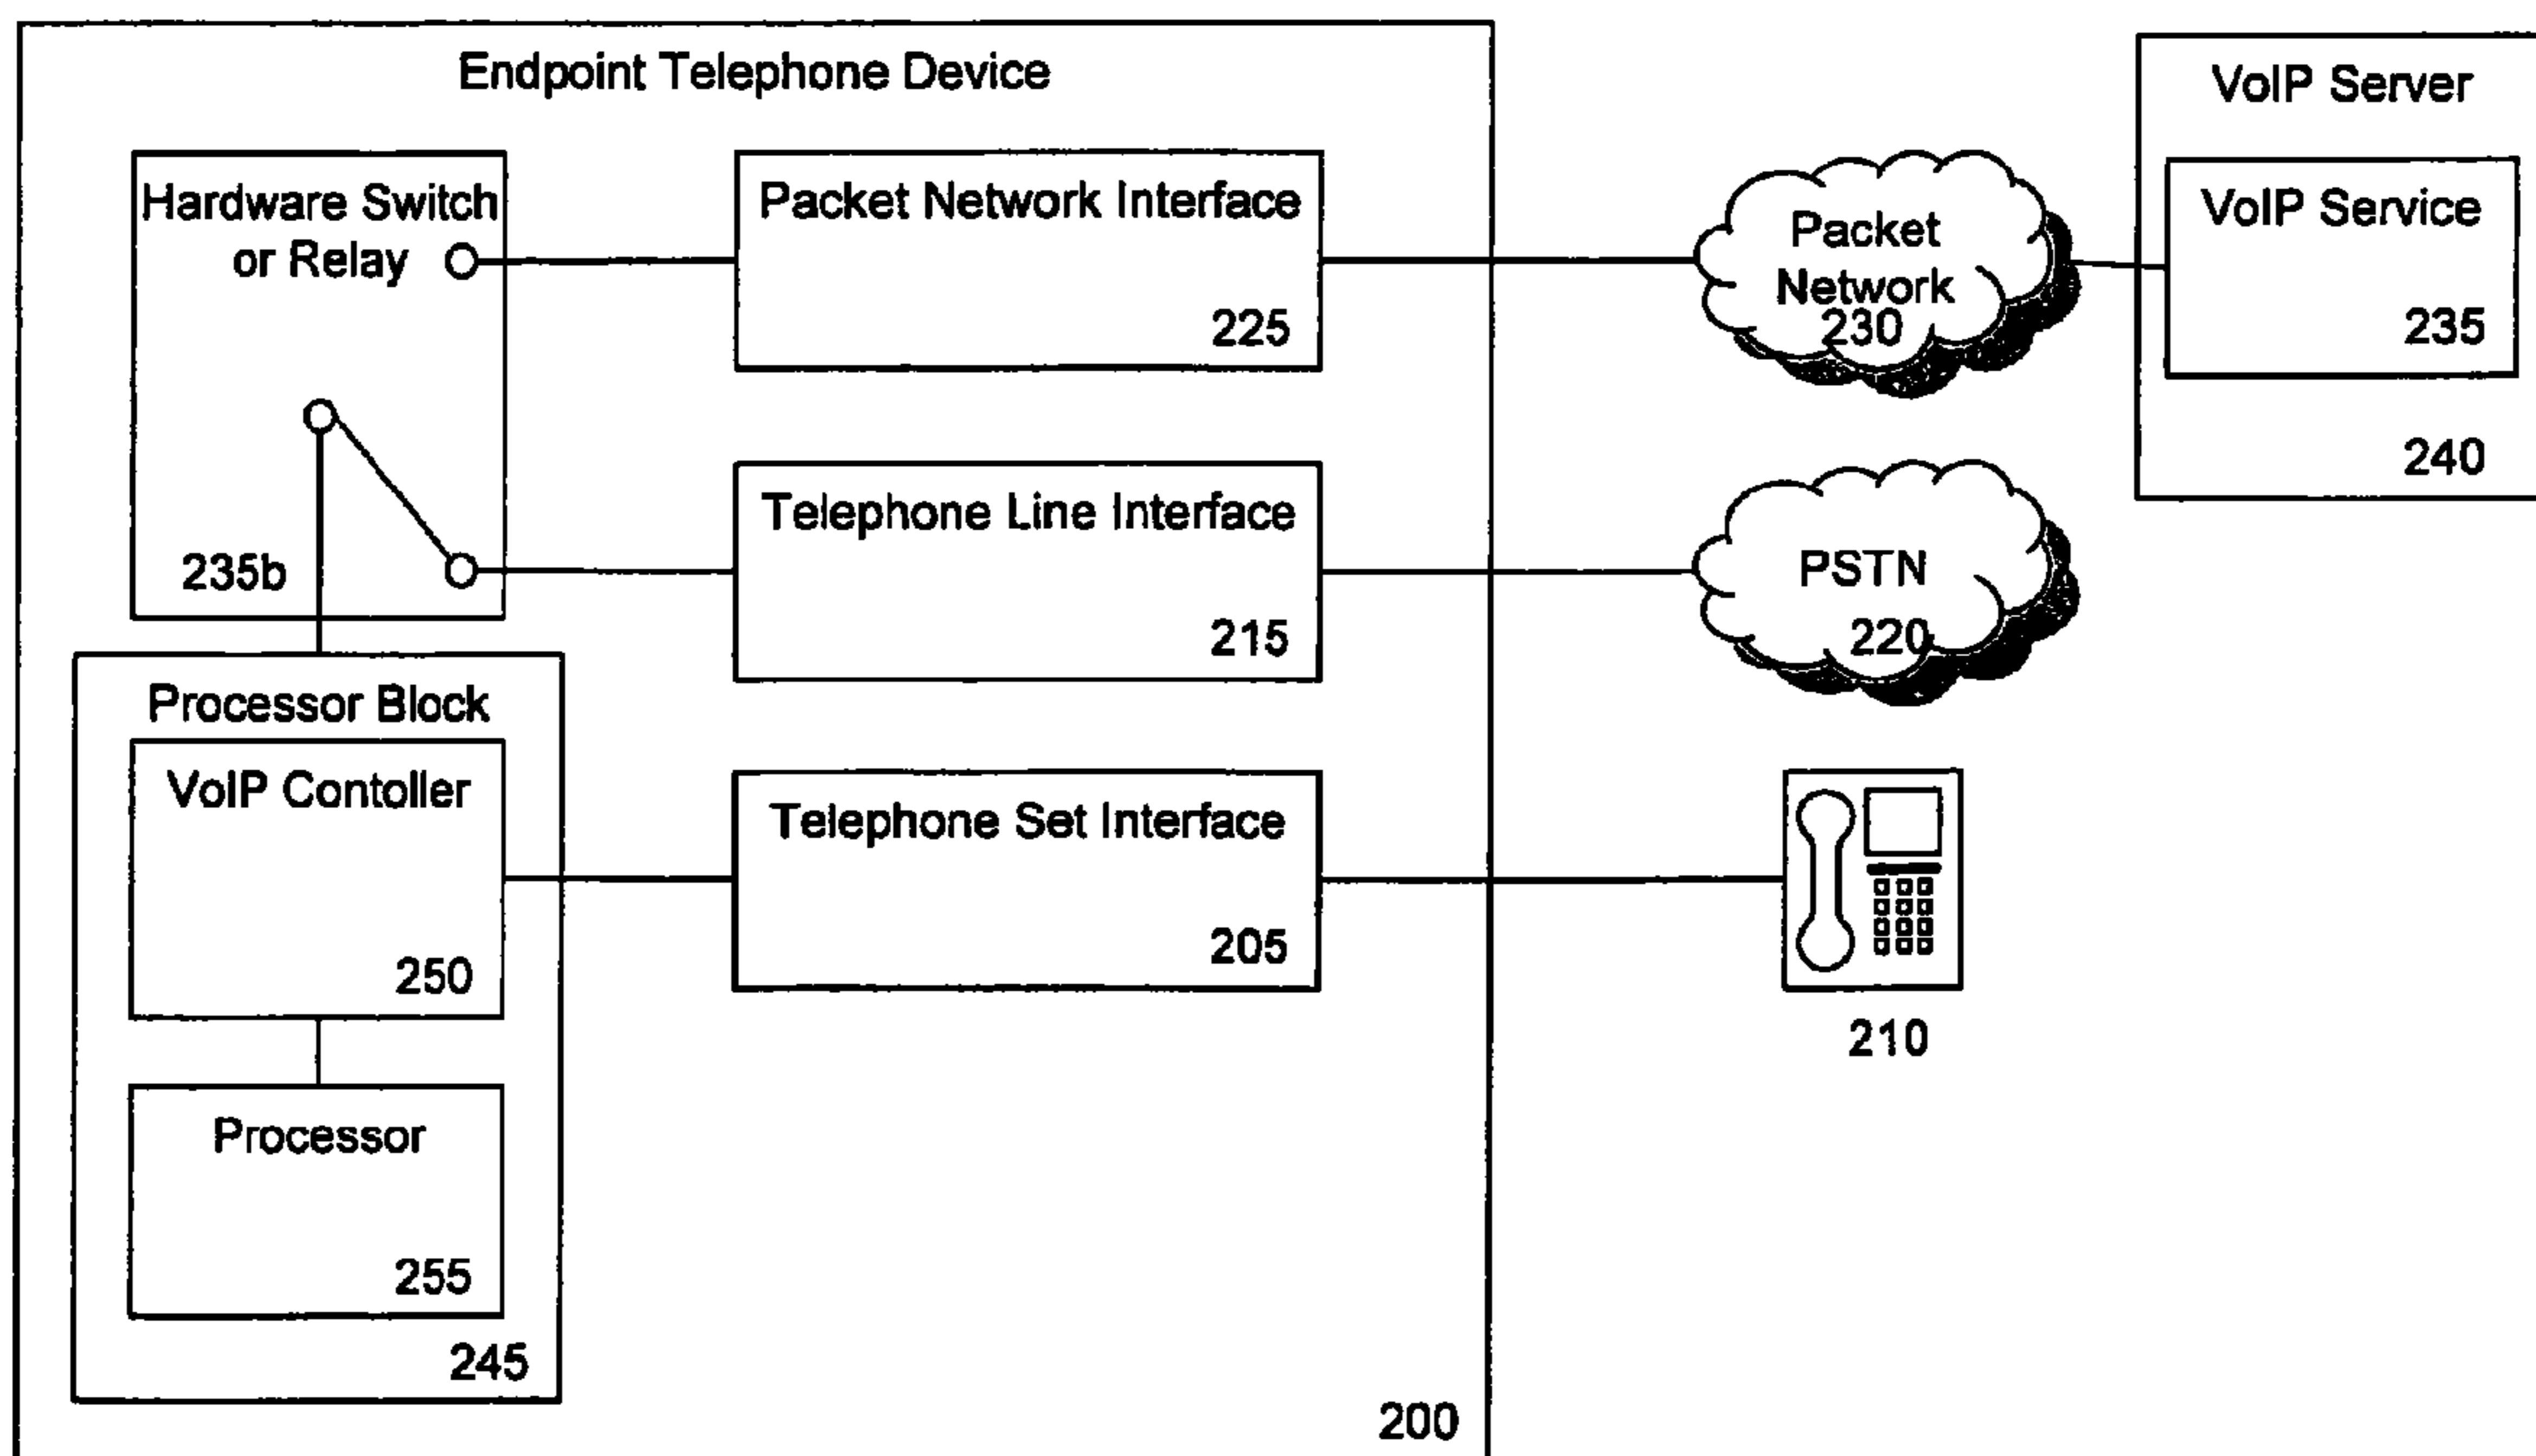 Endpoint Telephone Device
Hardware Switch
or Relay
235b
Packet Network Interface
225
Packet
Network
230
VoIP Server
VoIP Service
235
240
Telephone Line Interface
215
PSTN
220
Processor Block
VoIP Contoller
250
Telephone Set Interface
205
210
Processor
255
245
200